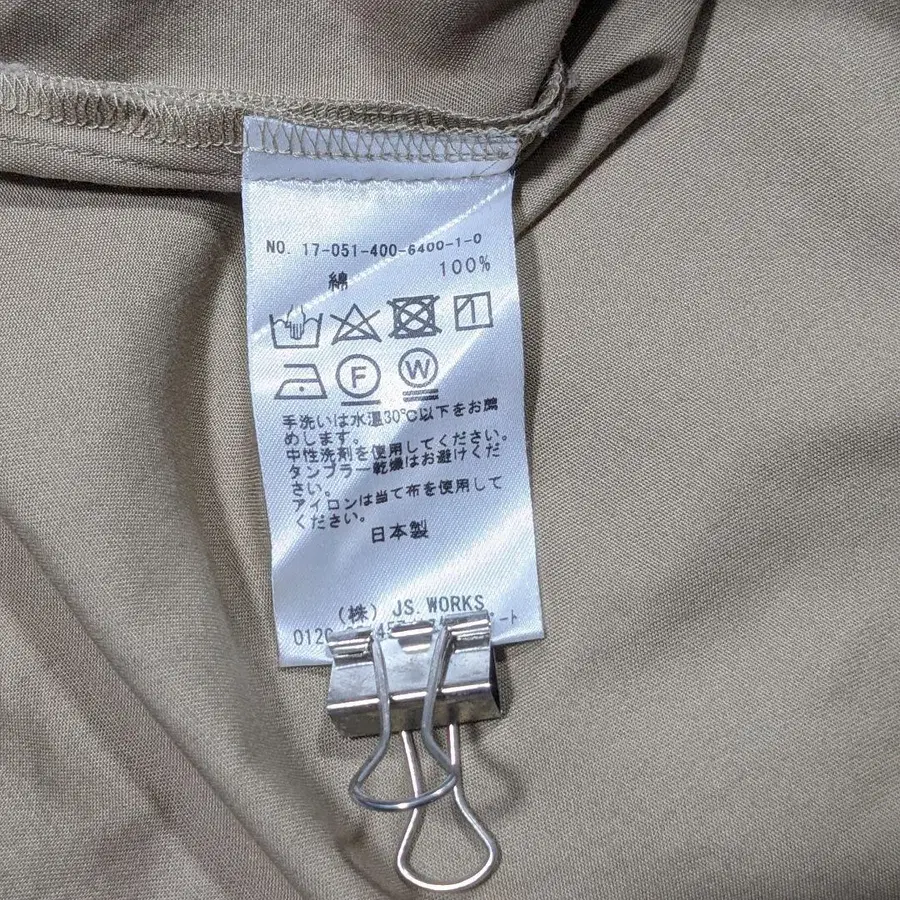 NO. 17-051-400-6400-1-0
綿 100%
F W
手洗いは水温30℃以下をお薦
めします。
中性洗剤を使用してください。
タンブラー乾燥はお避けくだ
さい。
アイロンは当て布を使用して
ください。
日本製
(株) JS.WORKS